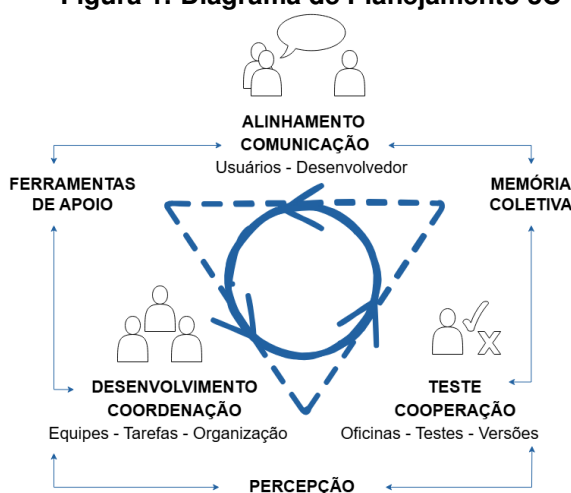 Figura 1: Diagrama de Planejamento 3C
ALINHAMENTO
COMUNICAÇÃO
Usuários - Desenvolvedor
FERRAMENTAS
DE APOIO
MEMÓRIA
COLETIVA
DESENVOLVIMENTO
COORDENAÇÃO
Equipes - Tarefas - Organização
TESTE
COOPERAÇÃO
Oficinas - Testes - Versões
PERCEPÇÃO